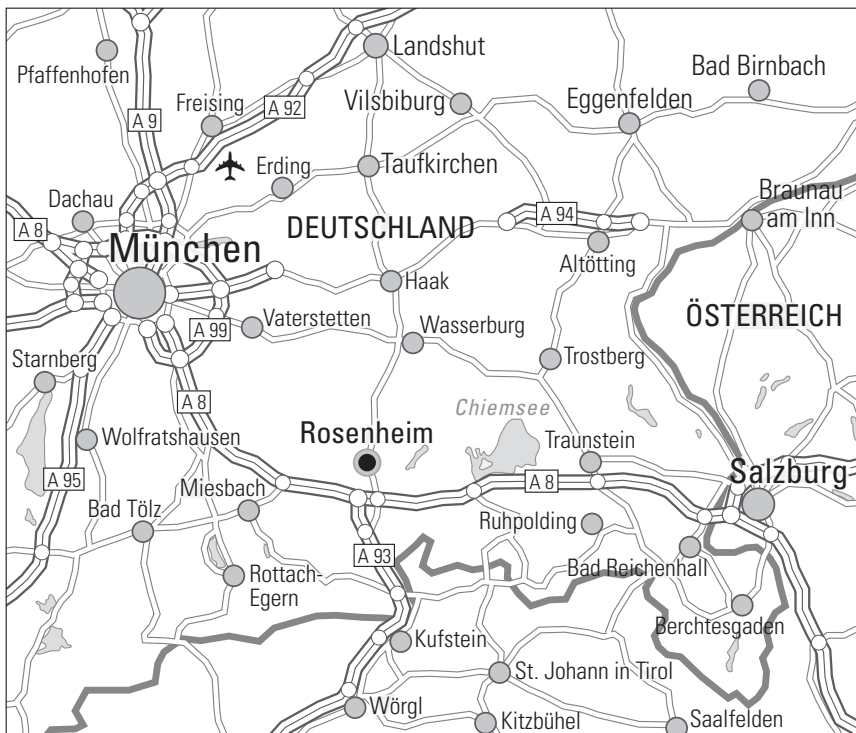 Landshut
Pfaffenhofen
Bad Birnbach
Vilsbiburg
Eggenfelden
A 9
Freising
A 92
Erding
Taufkirchen
Dachau
A 8
DEUTSCHLAND
A 94
Braunau
am Inn
München
Altötting
Haak
ÖSTERREICH
A 99
Vaterstetten
Wasserburg
Starnberg
Trostberg
A 8
Chiemsee
Wolfratshausen
Rosenheim
Traunstein
Salzburg
A 95
A 8
Miesbach
Bad Tölz
Ruhpolding
A 93
Bad Reichenhall
Rottach-
Egern
Berchtesgaden
Kufstein
St. Johann in Tirol
Wörgl
Kitzbühel
Saalfelden